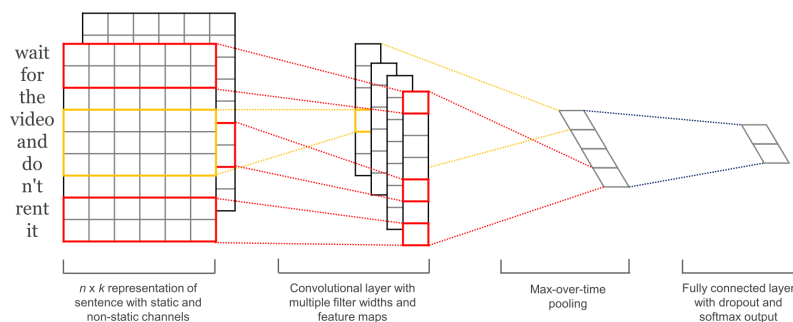 wait
for
the
video
and
do
n't
rent
it
n x k representation of
sentence with static and
non-static channels
Convolutional layer with
multiple filter widths and
feature maps
Max-over-time
pooling
Fully connected layer
with dropout and
softmax output